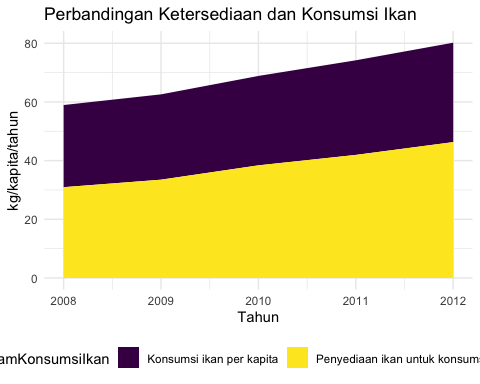 Perbandingan Ketersediaan dan Konsumsi Ikan
kg/kapita/tahun
80
60
40
20
0
2008 2009 2010 2011 2012
Tahun
amKonsumsiIkan Konsumsi ikan per kapita Penyediaan ikan untuk konsums